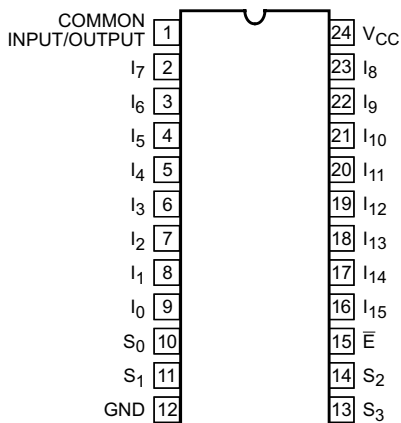 COMMON
INPUT/OUTPUT 1 24 VCC
I7 2 23 I8
I6 3 22 I9
I5 4 21 I10
I4 5 20 I11
I3 6 19 I12
I2 7 18 I13
I1 8 17 I14
I0 9 16 I15
S0 10 15 E̅
S1 11 14 S2
GND 12 13 S3